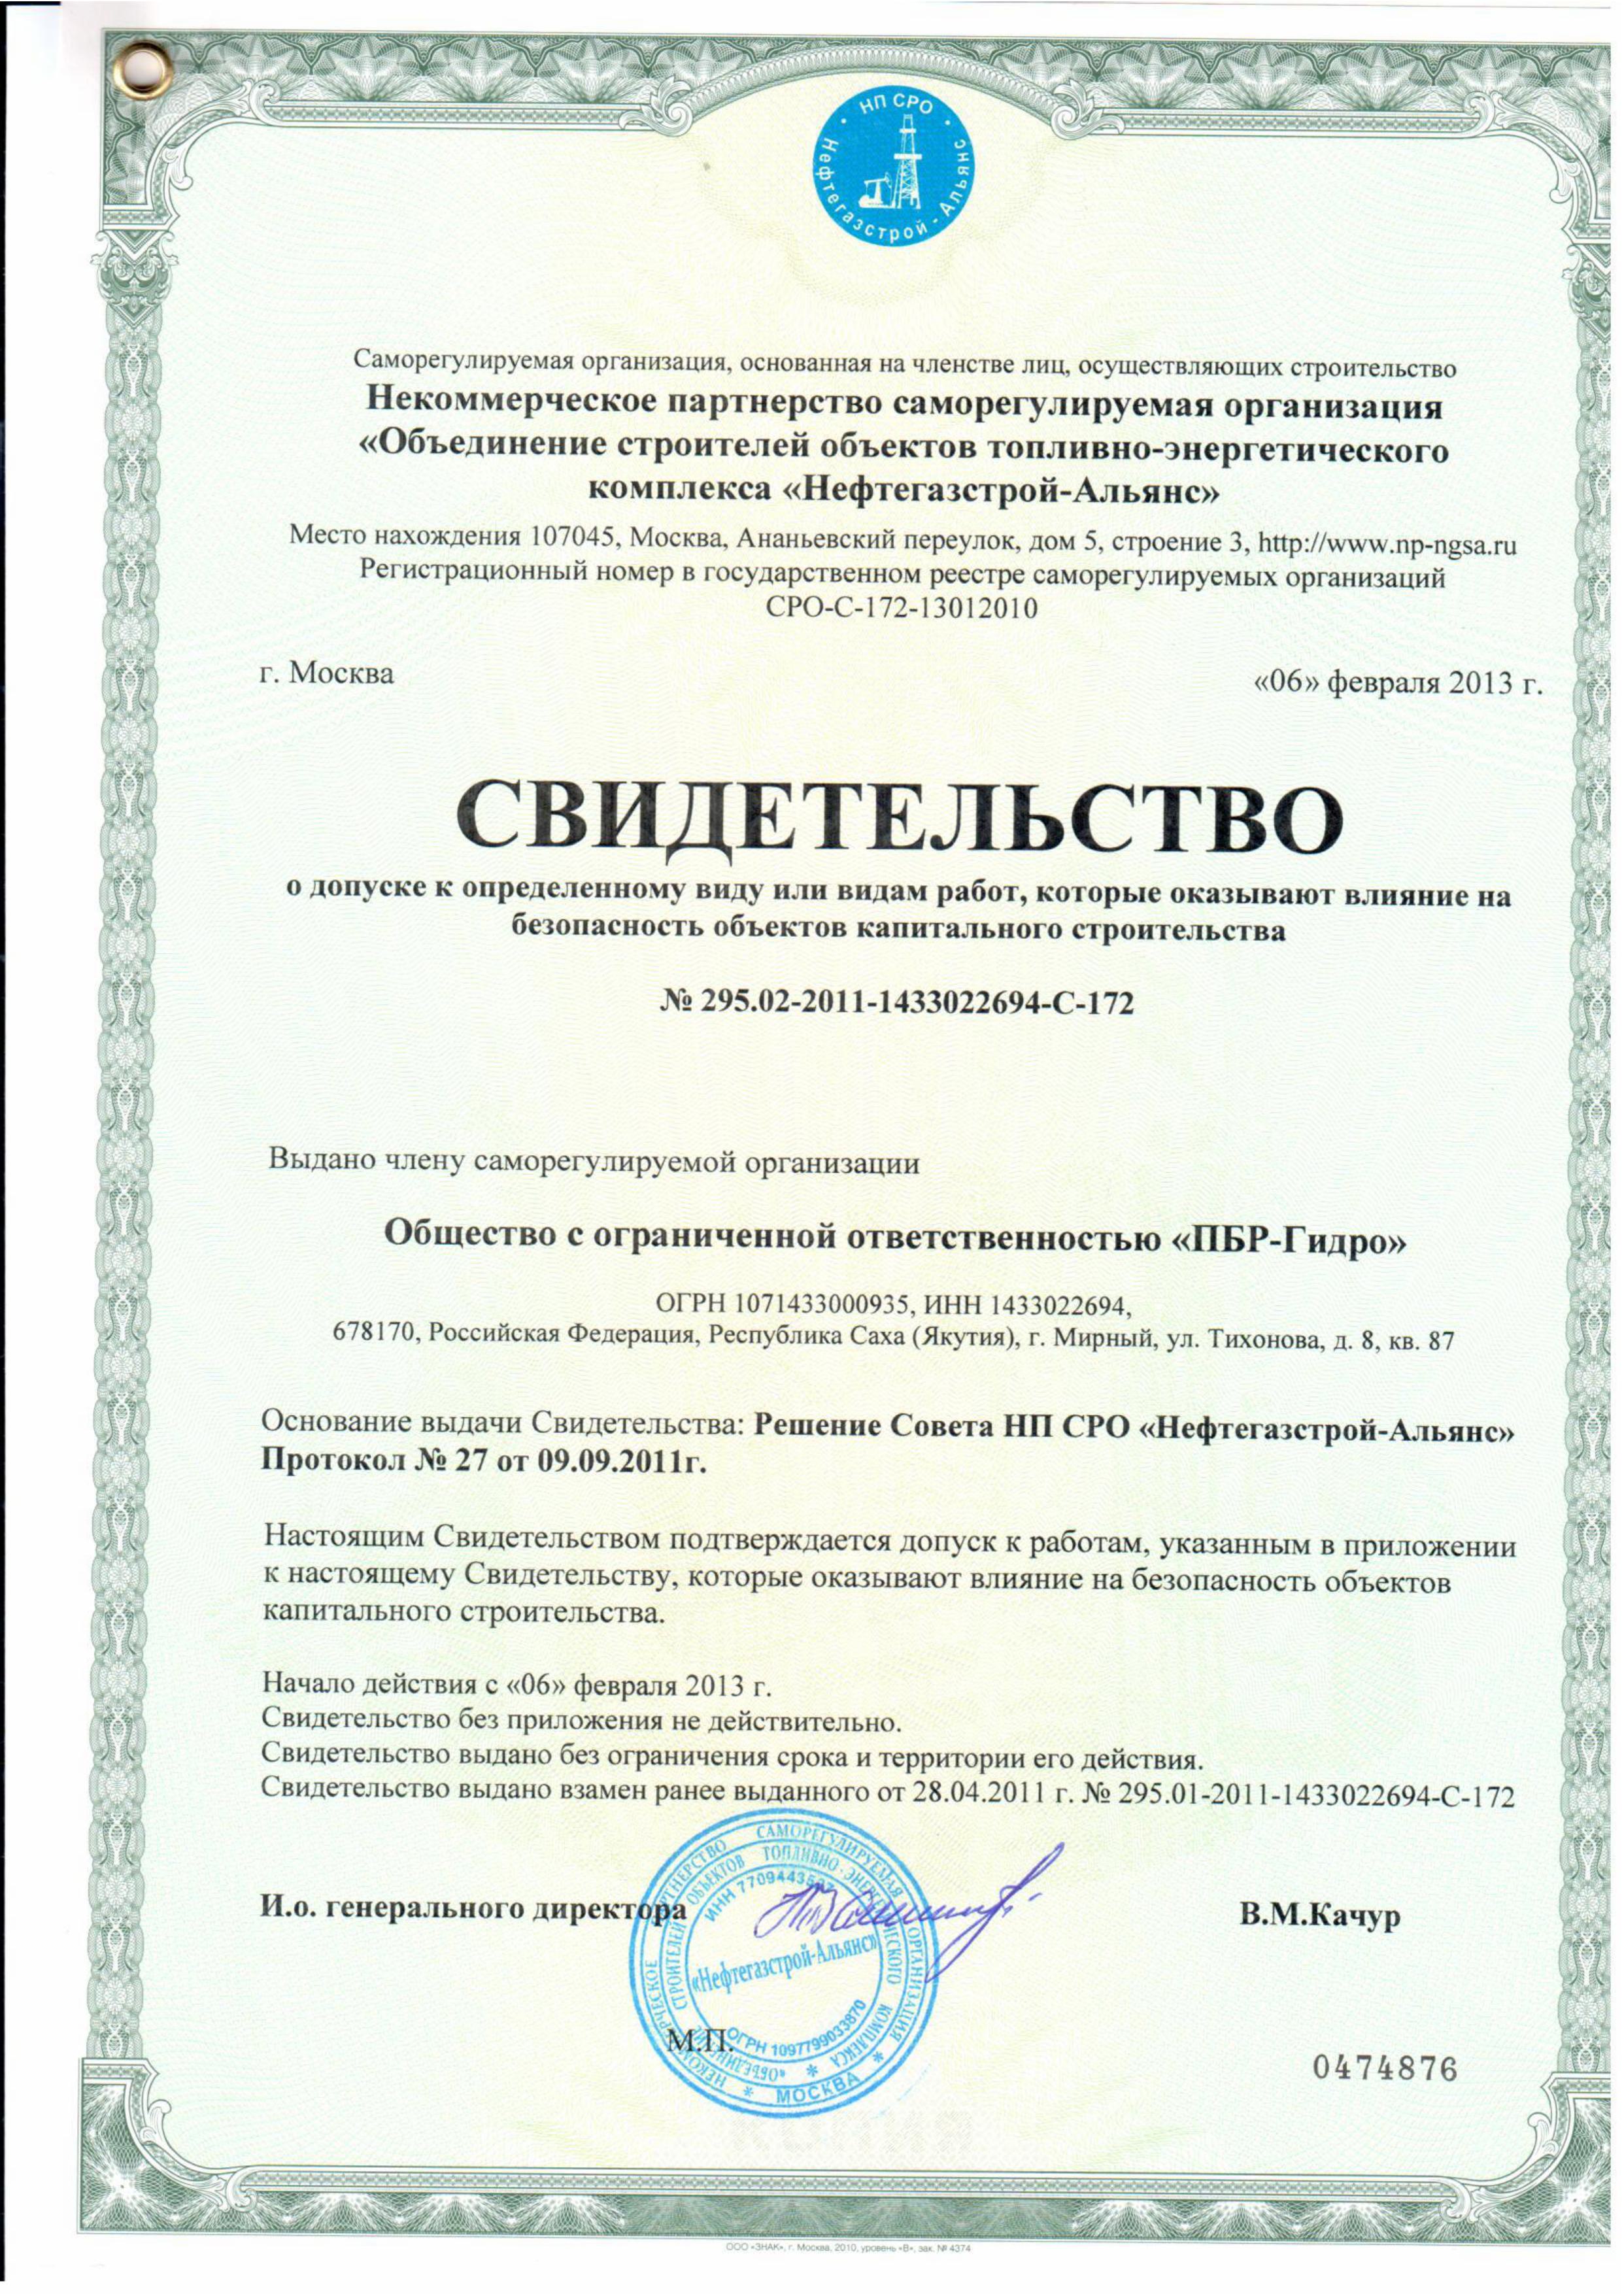 НП СРО
Нефтегазстрой-Альянс
Саморегулируемая организация, основанная на членстве лиц, осуществляющих строительство
Некоммерческое партнерство саморегулируемая организация
«Объединение строителей объектов топливно-энергетического
комплекса «Нефтегазстрой-Альянс»
Место нахождения 107045, Москва, Ананьевский переулок, дом 5, строение 3, http://www.np-ngsa.ru
Регистрационный номер в государственном реестре саморегулируемых организаций
СРО-С-172-13012010
г. Москва
«06» февраля 2013 г.
СВИДЕТЕЛЬСТВО
о допуске к определенному виду или видам работ, которые оказывают влияние на
безопасность объектов капитального строительства
№ 295.02-2011-1433022694-С-172
Выдано члену саморегулируемой организации
Общество с ограниченной ответственностью «ПБР-Гидро»
ОГРН 1071433000935, ИНН 1433022694,
678170, Российская Федерация, Республика Саха (Якутия), г. Мирный, ул. Тихонова, д. 8, кв. 87
Основание выдачи Свидетельства: Решение Совета НП СРО «Нефтегазстрой-Альянс»
Протокол № 27 от 09.09.2011г.
Настоящим Свидетельством подтверждается допуск к работам, указанным в приложении
к настоящему Свидетельству, которые оказывают влияние на безопасность объектов
капитального строительства.
Начало действия с «06» февраля 2013 г.
Свидетельство без приложения не действительно.
Свидетельство выдано без ограничения срока и территории его действия.
Свидетельство выдано взамен ранее выданного от 28.04.2011 г. № 295.01-2011-1433022694-С-172
И.о. генерального директора
В.М.Качур
САМОРЕГУЛИРУЕМАЯ ОРГАНИЗАЦИЯ
СТРОИТЕЛЕЙ ОБЪЕКТОВ ТОПЛИВНО-
КОМПЛЕКСА
ИНН
«Нефтегазстрой-Альянс»
ОГРН 1097799033870
* МОСКВА *
М.П.
0474876
ООО «ЗНАК», г. Москва, 2010, уровень «В», зак. № 4374